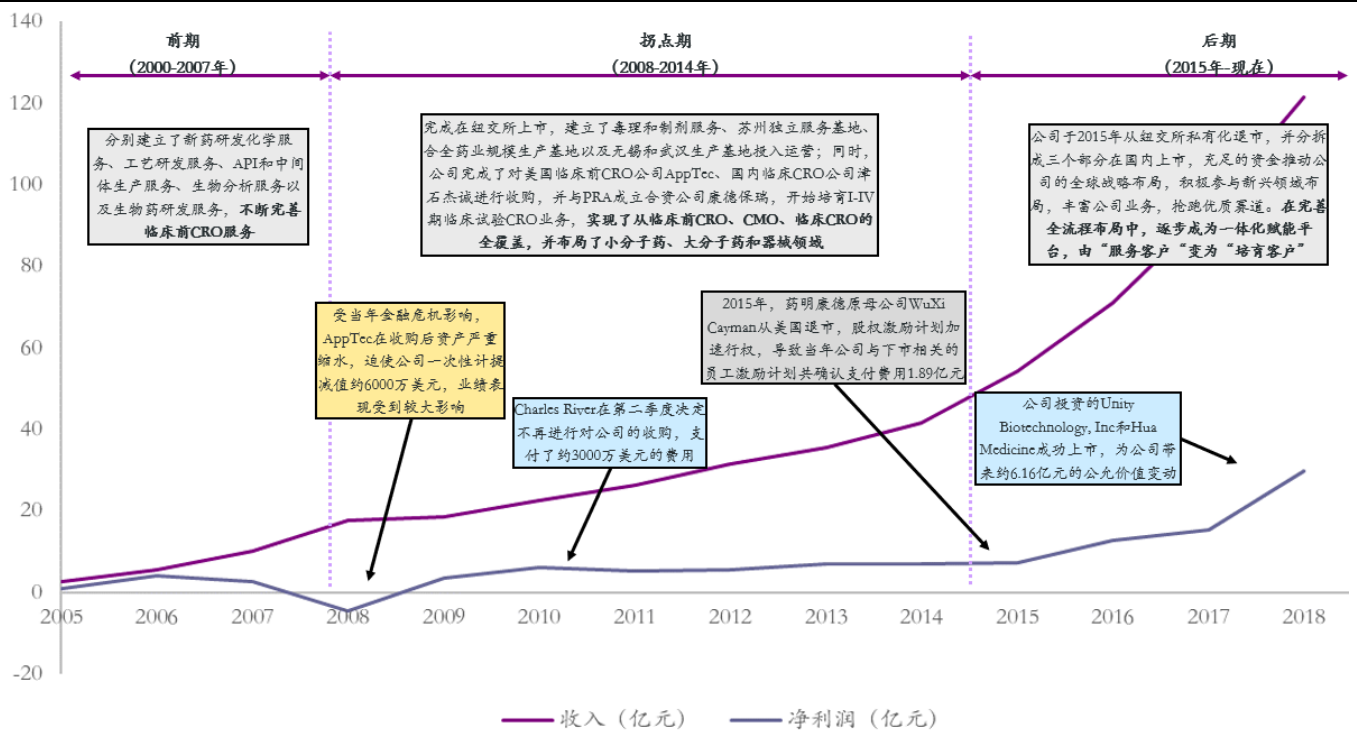 140
120
100
80
60
40
20
0
-20
前期
（2000-2007年）
拐点期
（2008-2014年）
后期
（2015年-现在）
分别建立了新药研发化学服
务、工艺研发服务、API和中间
体生产服务、生物分析服务以
及生物药研发服务，不断完善
临床前CRO服务
完成在纽交所上市，建立了毒理和制剂服务、苏州独立服务基地、
合全药业规模生产基地以及无锡和武汉生产基地投入运营；同时，
公司完成了对美国临床前CRO公司AppTec、国内临床CRO公司津
石杰诚进行收购，并与PRA成立合资公司康德保瑞，开始培育I-IV
期临床试验CRO业务，实现了从临床前CRO、CMO、临床CRO的
全覆盖，并布局了小分子药、大分子药和器械领域
公司于2015年从纽交所私有化退市，并分拆
成三个部分在国内上市，充足的资金推动公
司的全球战略布局，积极参与新兴领域布
局，丰富公司业务，抢跑优质赛道。在完善
全流程布局中，逐步成为一体化赋能平
台，由“服务客户”变为“培育客户”
受当年金融危机影响，
AppTec在收购后资产严重
缩水，迫使公司一次性计提
减值约6000万美元，业绩表
现受到较大影响
Charles River在第二季度决定
不再进行对公司的收购，支
付了约3000万美元的费用
2015年，药明康德原母公司WuXi
Cayman从美国退市，股权激励计划加
速行权，导致当年公司与下市相关的
员工激励计划共确认支付费用1.89亿元
公司投资的Unity
Biotechnology, Inc和Hua
Medicine成功上市，为公司带
来约6.16亿元的公允价值变动
2005 2006 2007 2008 2009 2010 2011 2012 2013 2014 2015 2016 2017 2018
收入（亿元） 净利润（亿元）